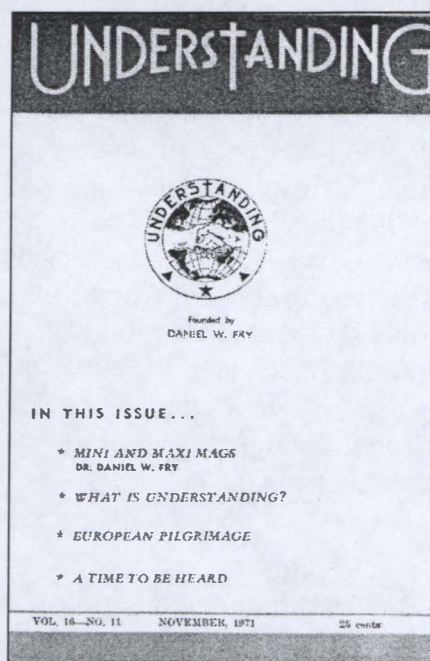 UNDERSTANDING
UNDERSTANDING
Founded by
DANIEL W. FRY
IN THIS ISSUE...
* MINI AND MAXI MAGS
DR. DANIEL W. FRY
* WHAT IS UNDERSTANDING?
* EUROPEAN PILGRIMAGE
* A TIME TO BE HEARD
VOL. 16—NO. 11 NOVEMBER, 1971 25 cents